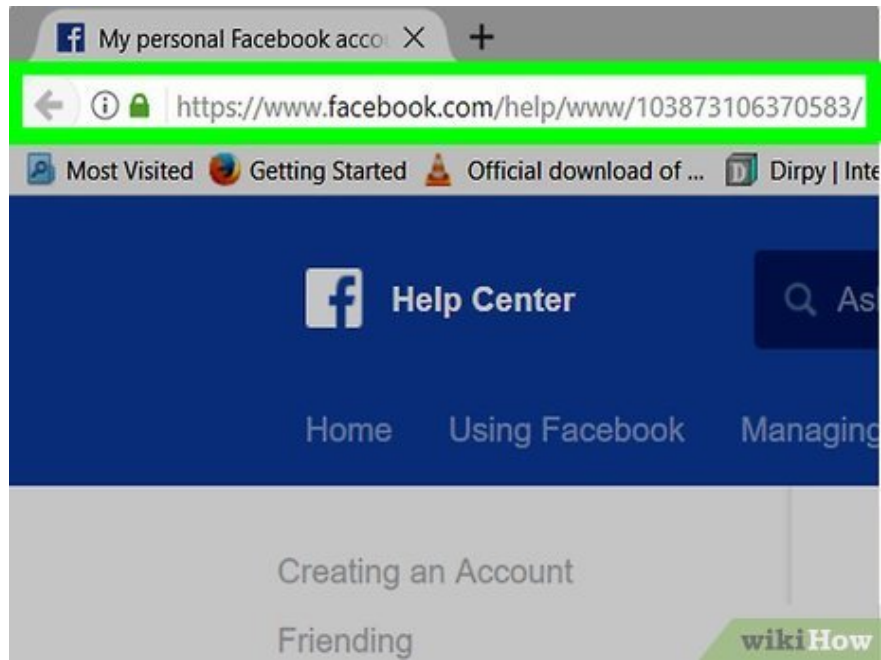 My personal Facebook acco
https://www.facebook.com/help/www/103873106370583/
Most Visited Getting Started Official download of ... Dirpy | Inte
Help Center As
Home Using Facebook Managing
Creating an Account
Friending
wikiHow